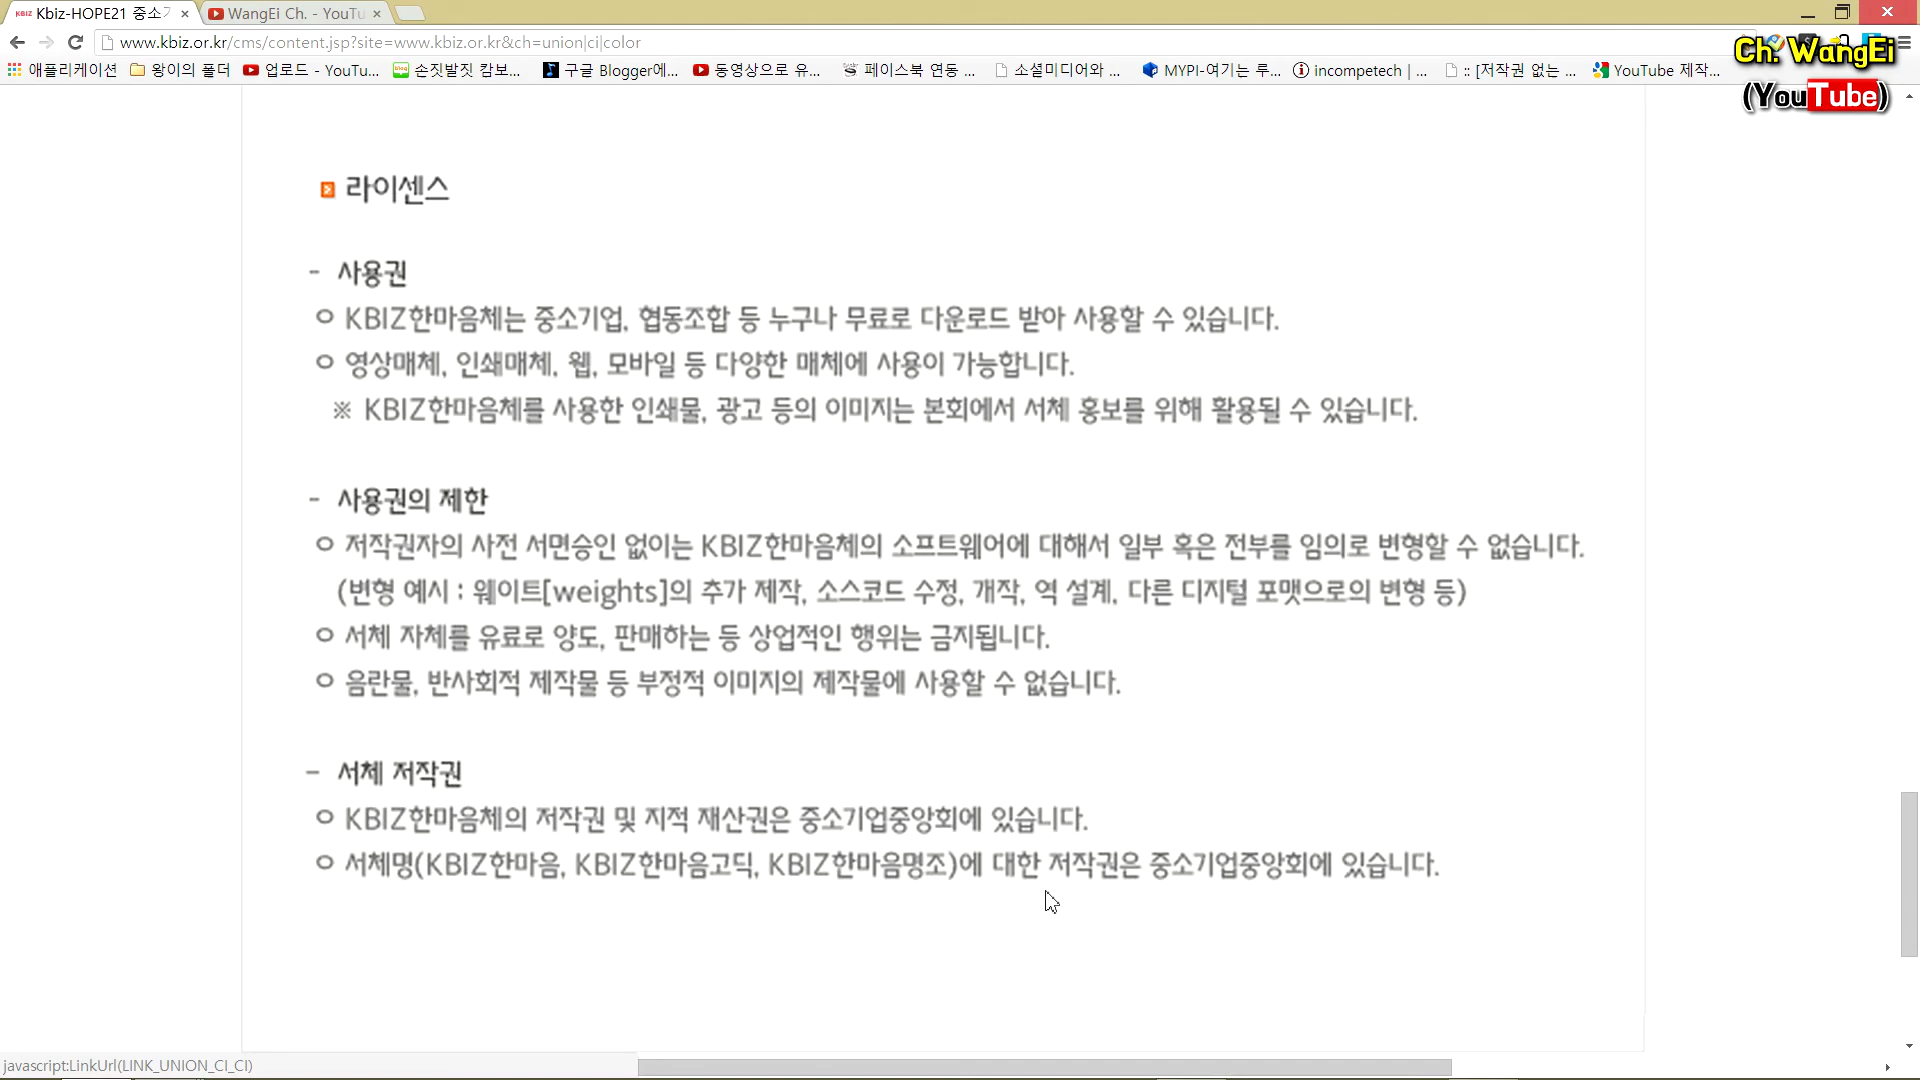 Kbiz-HOPE21 중소기
WangEi Ch. - YouTu
www.kbiz.or.kr/cms/content.jsp?site=www.kbiz.or.kr&ch=union|ci|color
애플리케이션 왕이의 폴더 업로드 - YouTu... 손짓발짓 캄보... 구글 Blogger에... 동영상으로 유... 페이스북 연동 ... 소셜미디어와 ... MYPI-여기는 루... incompetech | ... :: [저작권 없는 ... YouTube 제작...
Ch. WangEi
(YouTube)
라이센스
- 사용권
ㅇ KBIZ한마음체는 중소기업, 협동조합 등 누구나 무료로 다운로드 받아 사용할 수 있습니다.
ㅇ 영상매체, 인쇄매체, 웹, 모바일 등 다양한 매체에 사용이 가능합니다.
※ KBIZ한마음체를 사용한 인쇄물, 광고 등의 이미지는 본회에서 서체 홍보를 위해 활용될 수 있습니다.
- 사용권의 제한
ㅇ 저작권자의 사전 서면승인 없이는 KBIZ한마음체의 소프트웨어에 대해서 일부 혹은 전부를 임의로 변형할 수 없습니다.
(변형 예시 : 웨이트[weights]의 추가 제작, 소스코드 수정, 개작, 역 설계, 다른 디지털 포맷으로의 변형 등)
ㅇ 서체 자체를 유료로 양도, 판매하는 등 상업적인 행위는 금지됩니다.
ㅇ 음란물, 반사회적 제작물 등 부정적 이미지의 제작물에 사용할 수 없습니다.
- 서체 저작권
ㅇ KBIZ한마음체의 저작권 및 지적 재산권은 중소기업중앙회에 있습니다.
ㅇ 서체명(KBIZ한마음, KBIZ한마음고딕, KBIZ한마음명조)에 대한 저작권은 중소기업중앙회에 있습니다.
javascript:LinkUrl(LINK_UNION_CI_CI)